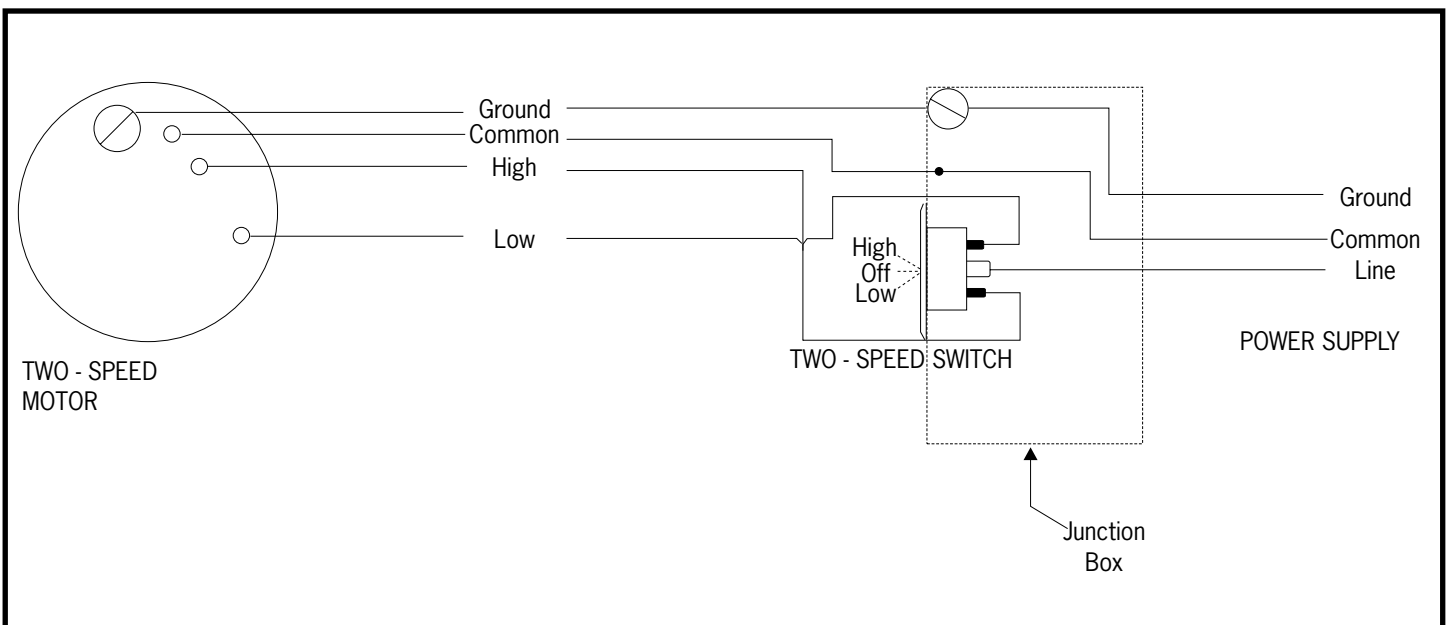 Ground
Common
High
Low
High
Off
Low
TWO - SPEED SWITCH
TWO - SPEED
MOTOR
Ground
Common
Line
POWER SUPPLY
Junction
Box